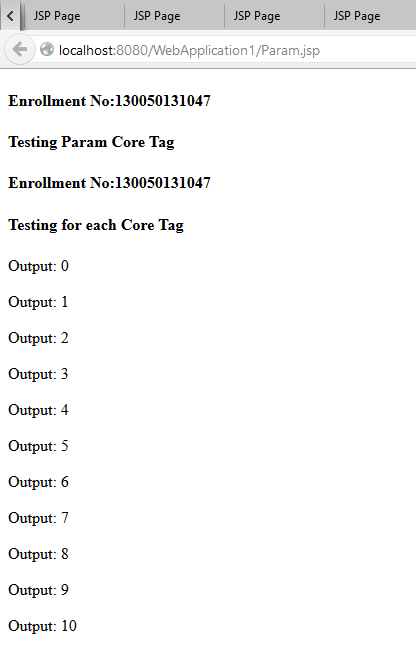 JSP Page JSP Page JSP Page JSP Page
localhost:8080/WebApplication1/Param.jsp
Enrollment No:130050131047
Testing Param Core Tag
Enrollment No:130050131047
Testing for each Core Tag
Output: 0
Output: 1
Output: 2
Output: 3
Output: 4
Output: 5
Output: 6
Output: 7
Output: 8
Output: 9
Output: 10